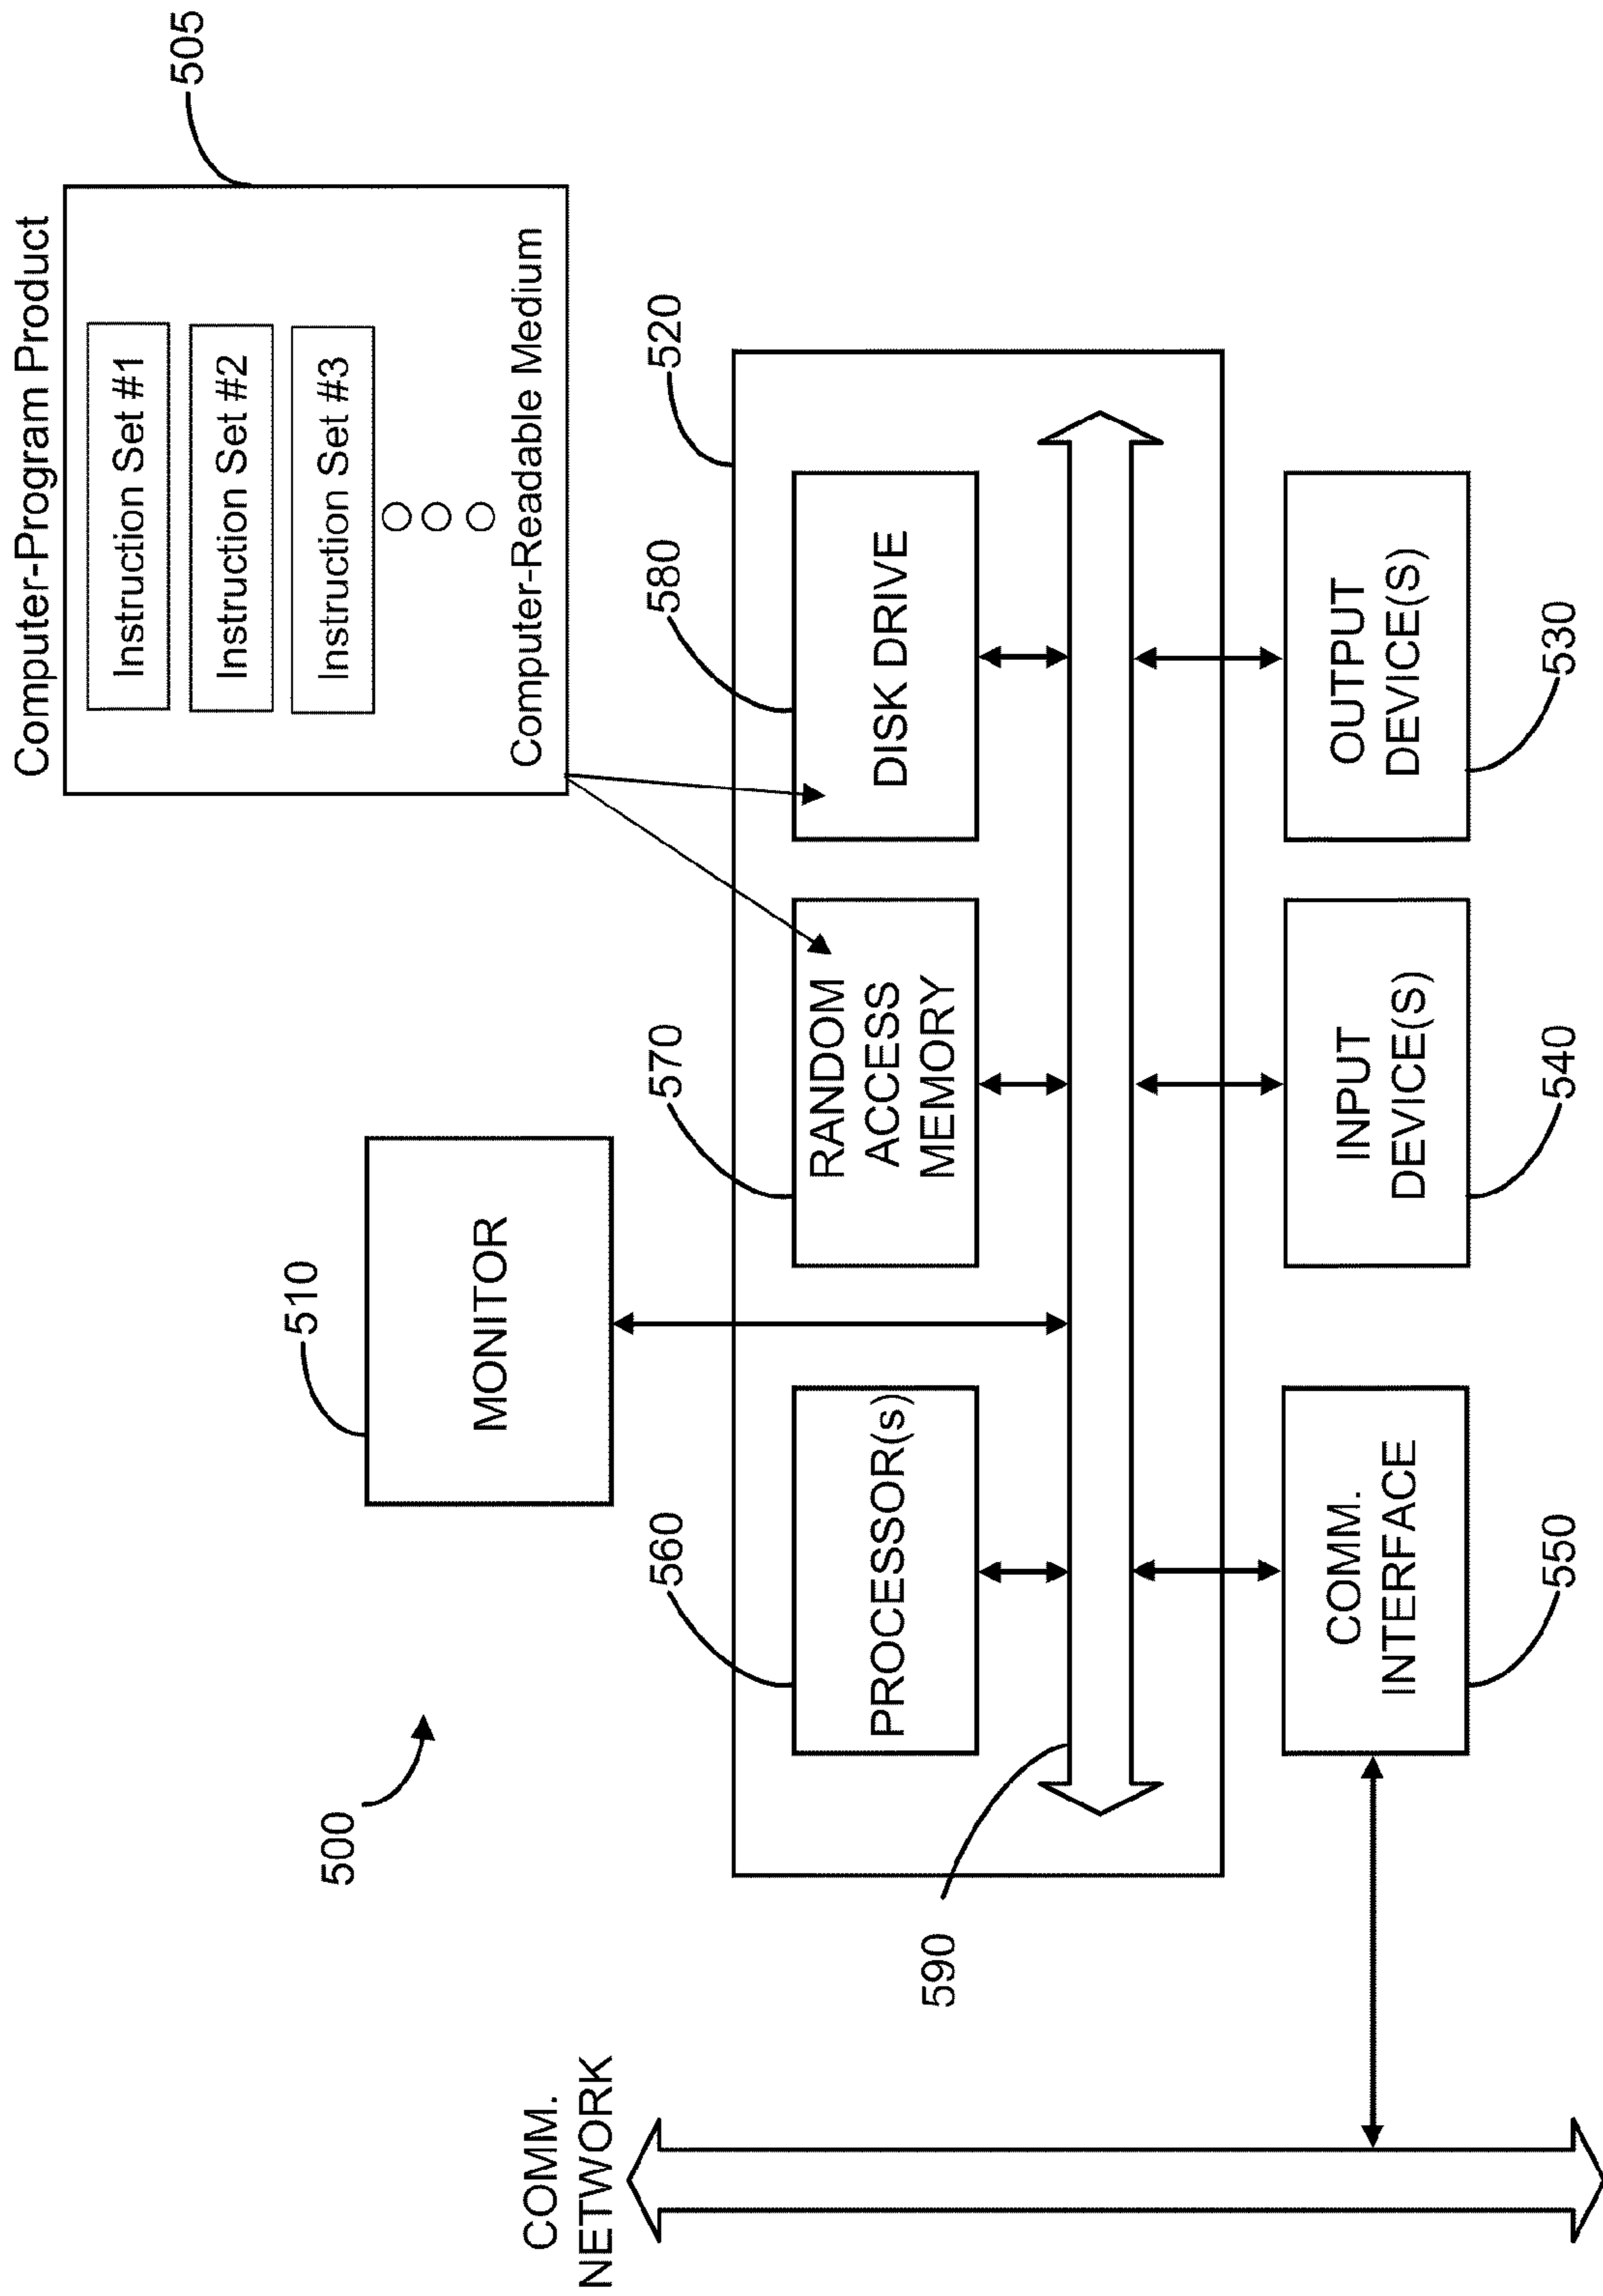 Computer-Program Product
505
Instruction Set #1
Instruction Set #2
Instruction Set #3
Computer-Readable Medium
510
MONITOR
500
520
560
570
580
PROCESSOR(s)
RANDOM
ACCESS
MEMORY
DISK DRIVE
590
COMM.
NETWORK
COMM.
INTERFACE
INPUT
DEVICE(S)
OUTPUT
DEVICE(S)
550
540
530